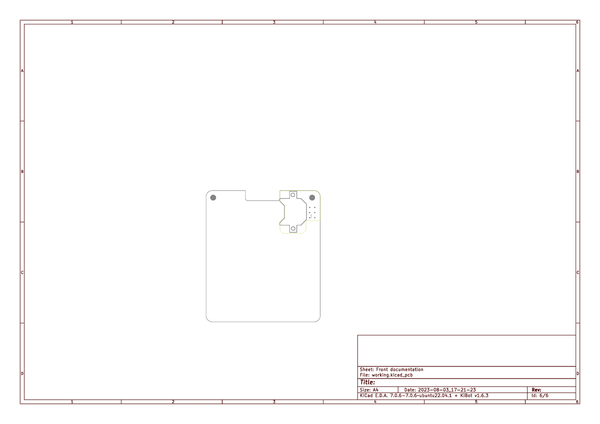 1 2 3 4 5 6
A A
B B
C C
D D
Sheet: Front documentation
File: working.kicad_pcb
Title:
Size: A4 Date: 2023-08-03_17-21-23 Rev:
KiCad E.D.A. 7.0.6-7.0.6~ubuntu22.04.1 + KiBot v1.6.3 Id: 6/6
1 2 3 4 5 6